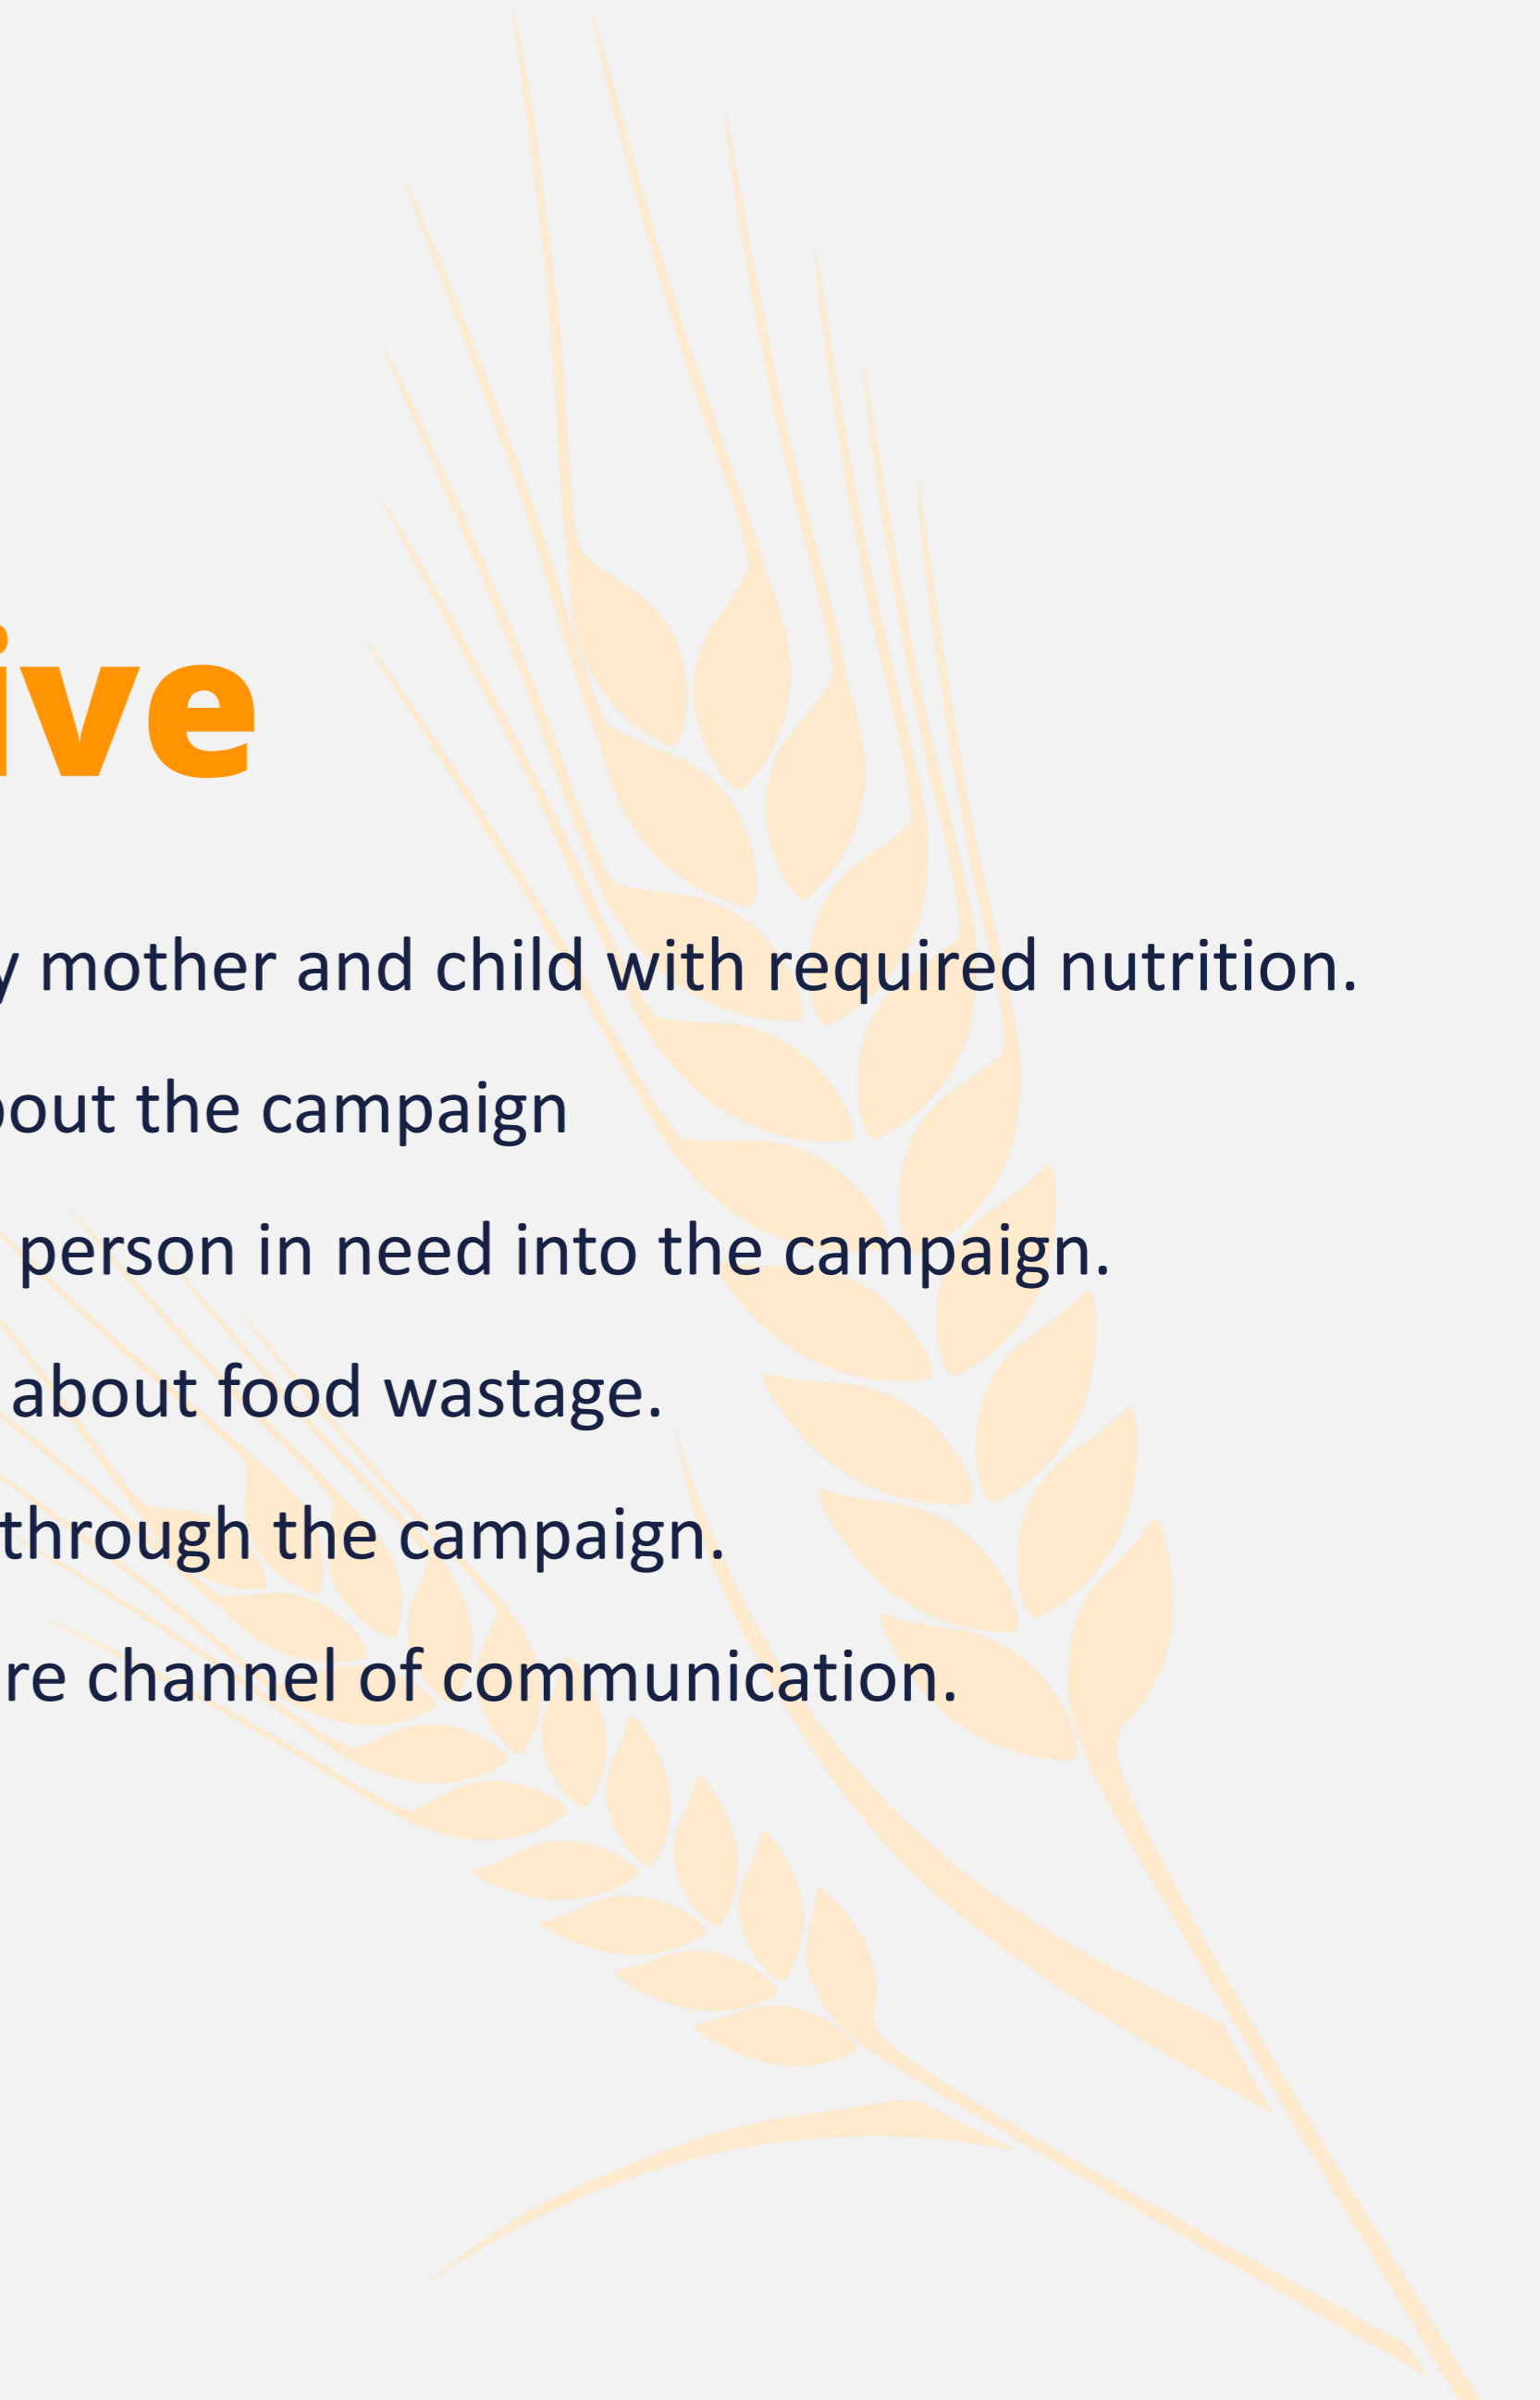 ive
mother and child with required nutrition.
out the campaign
person in need into the campaign.
about food wastage.
through the campaign.
re channel of communication.